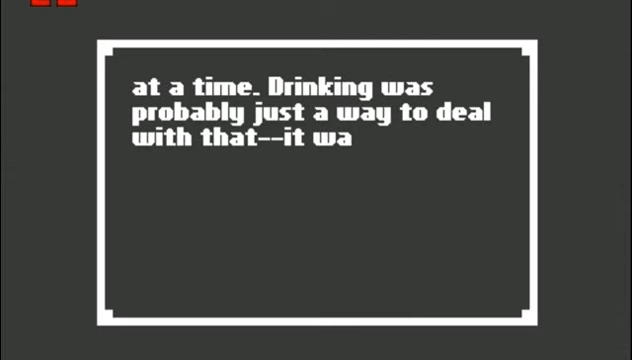 at a time. Drinking was
probably just a way to deal
with that--it wa